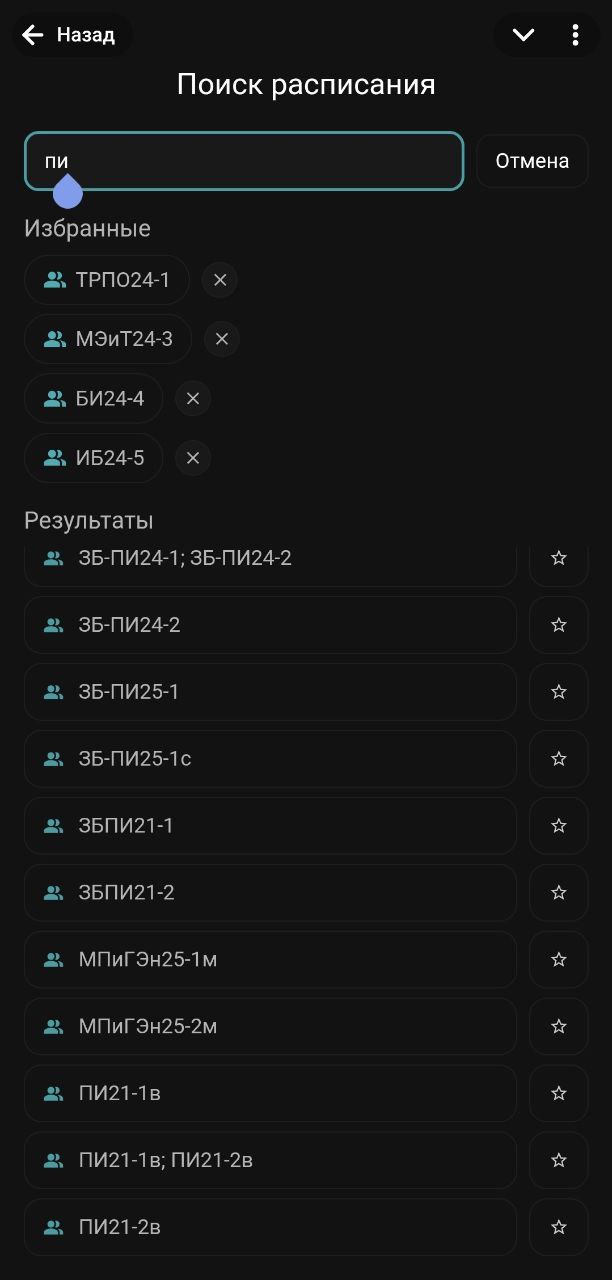 Назад
Поиск расписания
пи
Отмена
Избранные
ТРПО24-1
МЭиТ24-3
БИ24-4
ИБ24-5
Результаты
ЗБ-ПИ24-1; ЗБ-ПИ24-2
ЗБ-ПИ24-2
ЗБ-ПИ25-1
ЗБ-ПИ25-1с
ЗБПИ21-1
ЗБПИ21-2
МПиГЭн25-1м
МПиГЭн25-2м
ПИ21-1в
ПИ21-1в; ПИ21-2в
ПИ21-2в